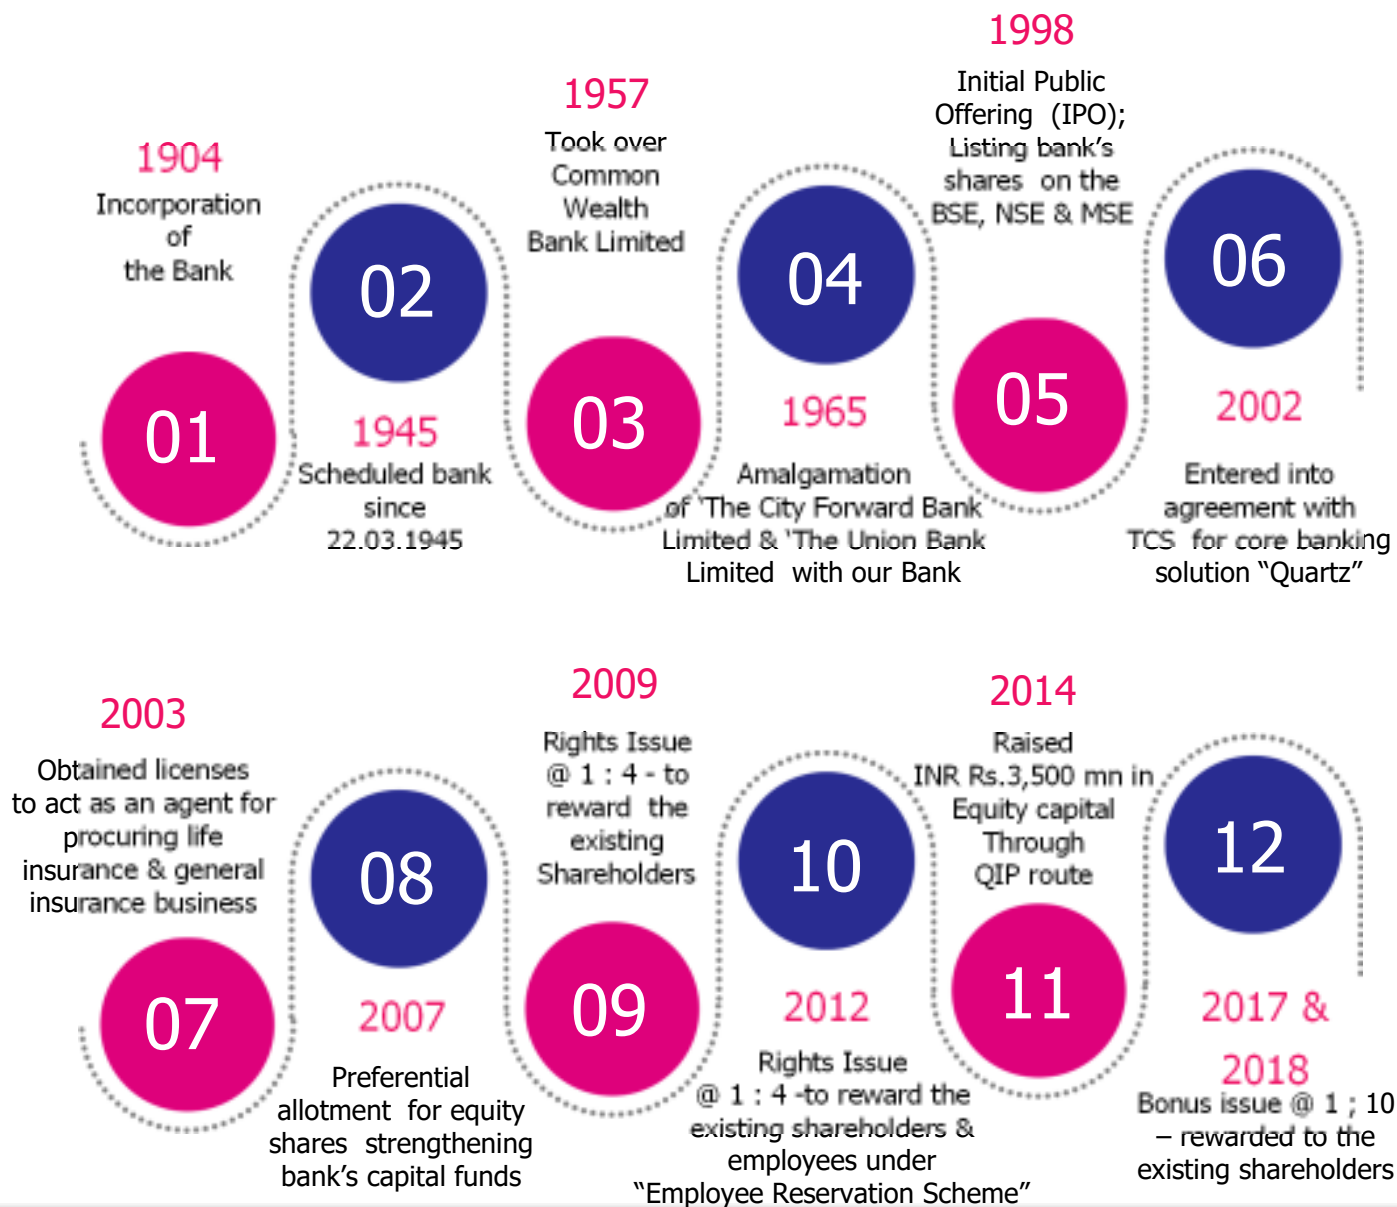 1904
Incorporation
of
the Bank
01
02
1945
Scheduled bank
since
22.03.1945
1957
Took over
Common
Wealth
Bank Limited
03
04
1965
Amalgamation
of ‘The City Forward Bank
Limited & ‘The Union Bank
Limited with our Bank
1998
Initial Public
Offering (IPO);
Listing bank’s
shares on the
BSE, NSE & MSE
05
06
2002
Entered into
agreement with
TCS for core banking
solution “Quartz”
2003
Obtained licenses
to act as an agent for
procuring life
insurance & general
insurance business
07
08
2007
Preferential
allotment for equity
shares strengthening
bank’s capital funds
2009
Rights Issue
@ 1 : 4 - to
reward the
existing
Shareholders
09
10
2012
Rights Issue
@ 1 : 4 -to reward the
existing shareholders &
employees under
“Employee Reservation Scheme”
2014
Raised
INR Rs.3,500 mn in
Equity capital
Through
QIP route
11
12
2017 &
2018
Bonus issue @ 1 ; 10
– rewarded to the
existing shareholders